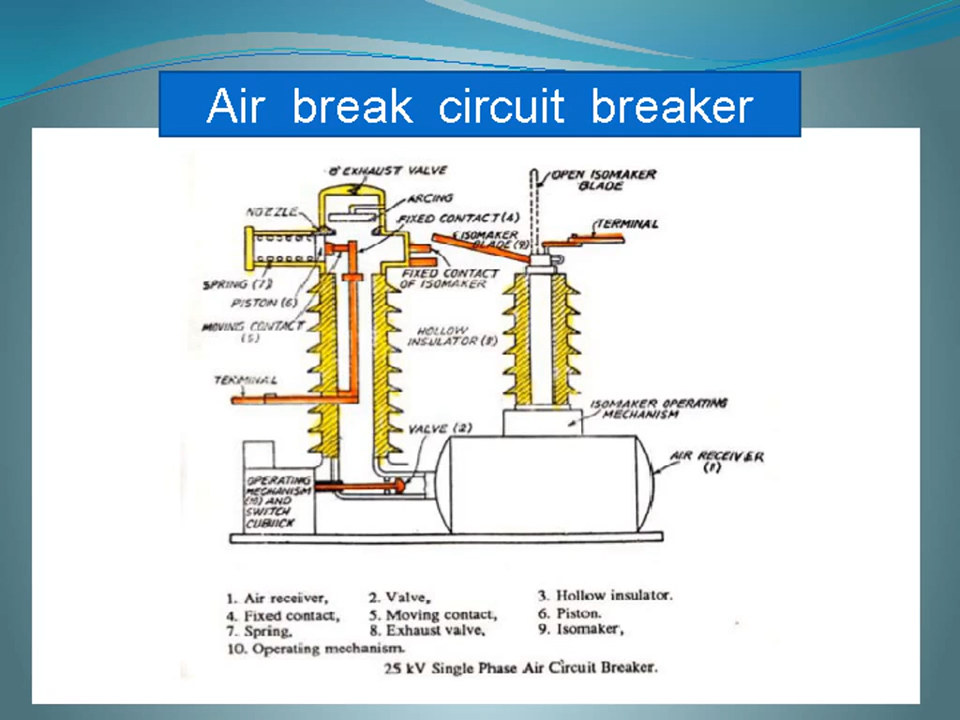 Air break circuit breaker
8" EXHAUST VALVE
OPEN ISOMAKER
BLADE
ARCING
NOZZLE
FIXED CONTACT (4)
TERMINAL
EISOMAKER
BLADE (9)
SPRING (7)
FIXED CONTACT
OF ISOMAKER
PISTON (6)
MOVING CONTACT
(5)
HOLLOW
INSULATOR (8)
TERMINAL
ISOMAKER OPERATING
MECHANISM
VALVE (2)
AIR RECEIVER
(1)
OPERATING
MECHANISM
(10) AND
SWITCH
CUBIICK
1. Air receiver, 2. Valve, 3. Hollow insulator.
4. Fixed contact, 5. Moving contact, 6. Piston.
7. Spring, 8. Exhaust valve, 9. Isomaker,
10. Operating mechanism.
25 kV Single Phase Air Circuit Breaker.